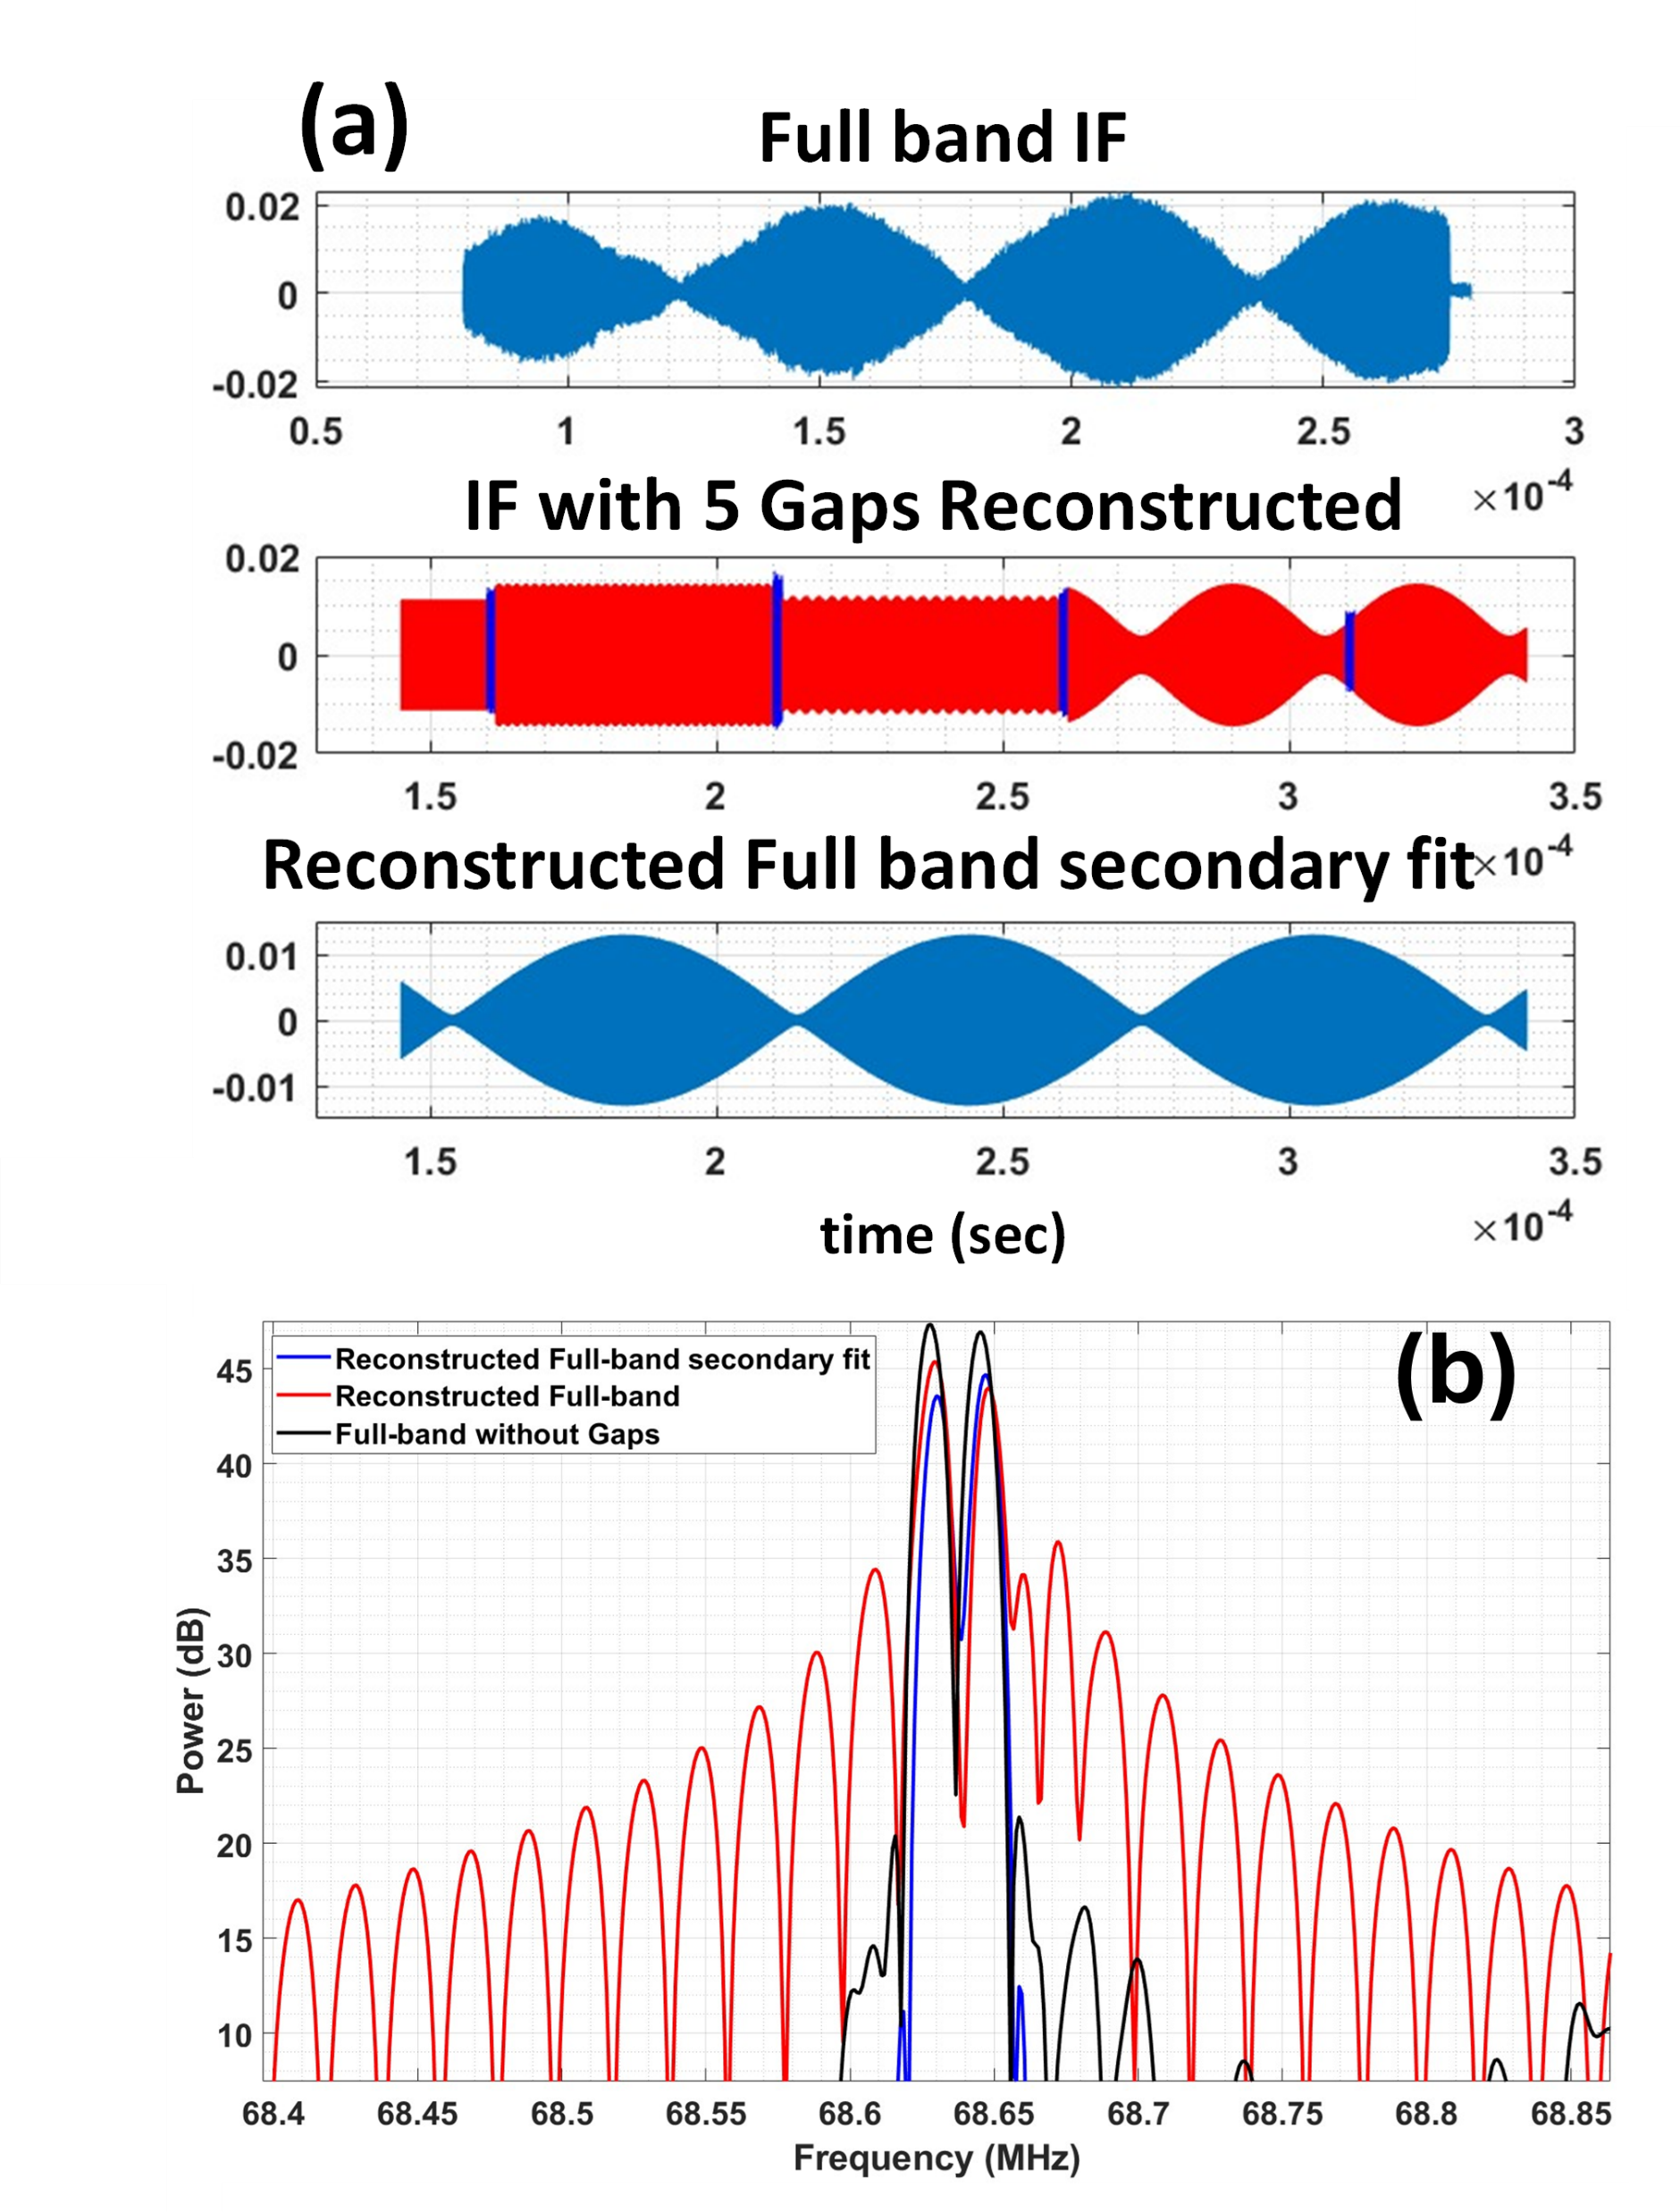 (a)
Full band IF
0.02
0
-0.02
0.5 1 1.5 2 2.5 3
×10-4
IF with 5 Gaps Reconstructed
0.02
0
-0.02
1.5 2 2.5 3 3.5
×10-4
Reconstructed Full band secondary fit
0.01
0
-0.01
1.5 2 2.5 3 3.5
×10-4
time (sec)
(b)
Reconstructed Full-band secondary fit
Reconstructed Full-band
Full-band without Gaps
Power (dB)
45
40
35
30
25
20
15
10
68.4 68.45 68.5 68.55 68.6 68.65 68.7 68.75 68.8 68.85
Frequency (MHz)